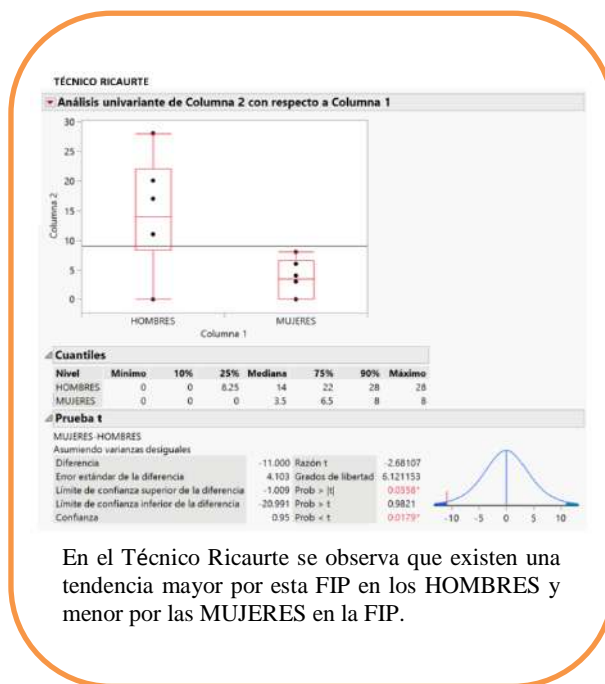 TÉCNICO RICAURTE
Análisis univariante de Columna 2 con respecto a Columna 1
30
25
20
15
10
5
0
Columna 2
HOMBRES MUJERES
Columna 1
Cuantiles
Nivel Mínimo 10% 25% Mediana 75% 90% Máximo
HOMBRES 0 0 8.25 14 22 28 28
MUJERES 0 0 0 3.5 6.5 8 8
Prueba t
MUJERES-HOMBRES
Asumiendo varianzas desiguales
Diferencia -11.000 Razón t -2.68107
Error estándar de la diferencia 4.103 Grados de libertad 6.121153
Límite de confianza superior de la diferencia -1.009 Prob > |t| 0.0358*
Límite de confianza inferior de la diferencia -20.991 Prob > t 0.9821
Confianza 0.95 Prob < t 0.0179*
-10 -5 0 5 10
En el Técnico Ricaurte se observa que existen una
tendencia mayor por esta FIP en los HOMBRES y
menor por las MUJERES en la FIP.